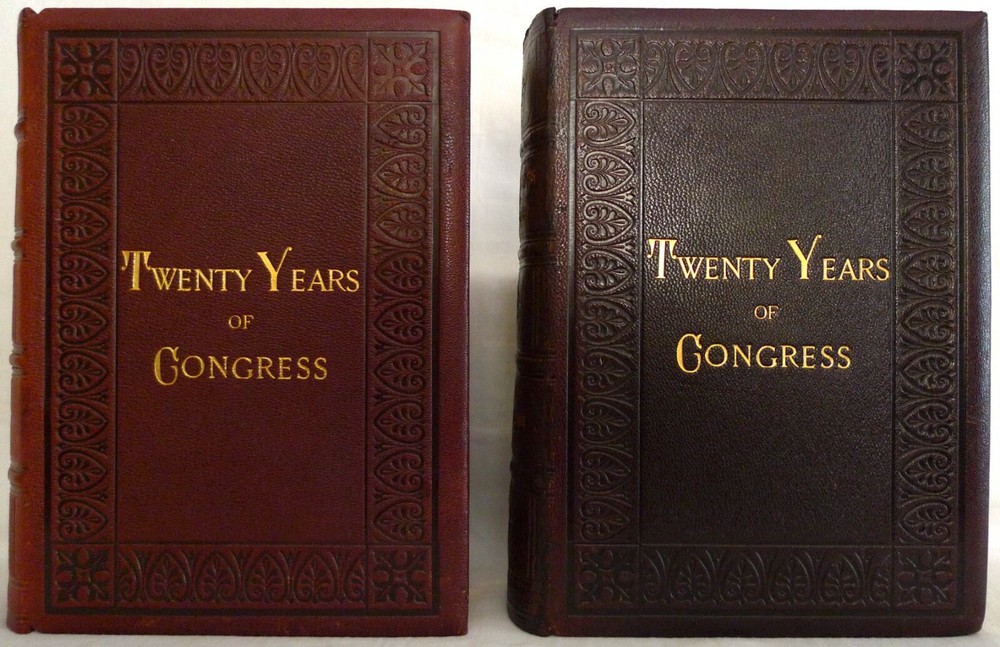 Twenty Years
of
Congress
Twenty Years
of
Congress